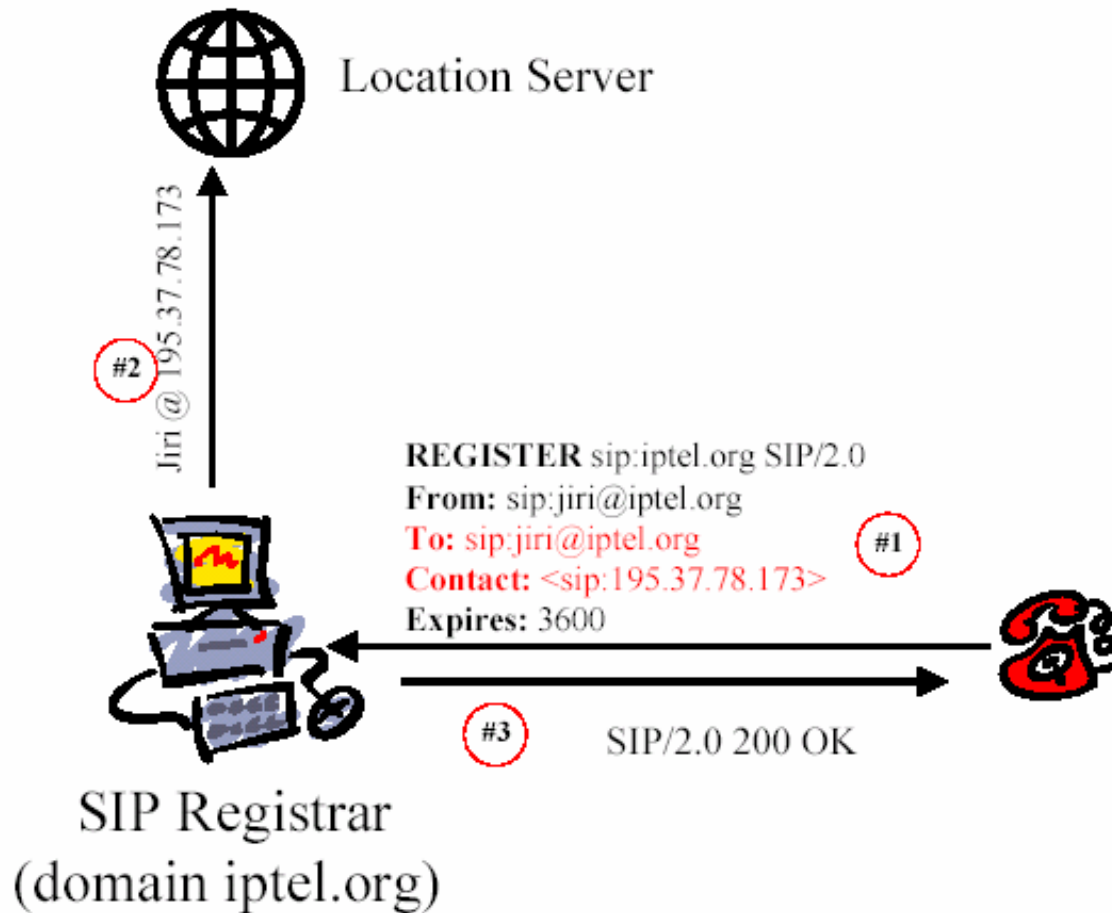 Location Server
Jiri @ 195.37.78.173
#2
REGISTER sip:iptel.org SIP/2.0
From: sip:jiri@iptel.org
To: sip:jiri@iptel.org
Contact: <sip:195.37.78.173>
Expires: 3600
#1
#3
SIP/2.0 200 OK
SIP Registrar
(domain iptel.org)